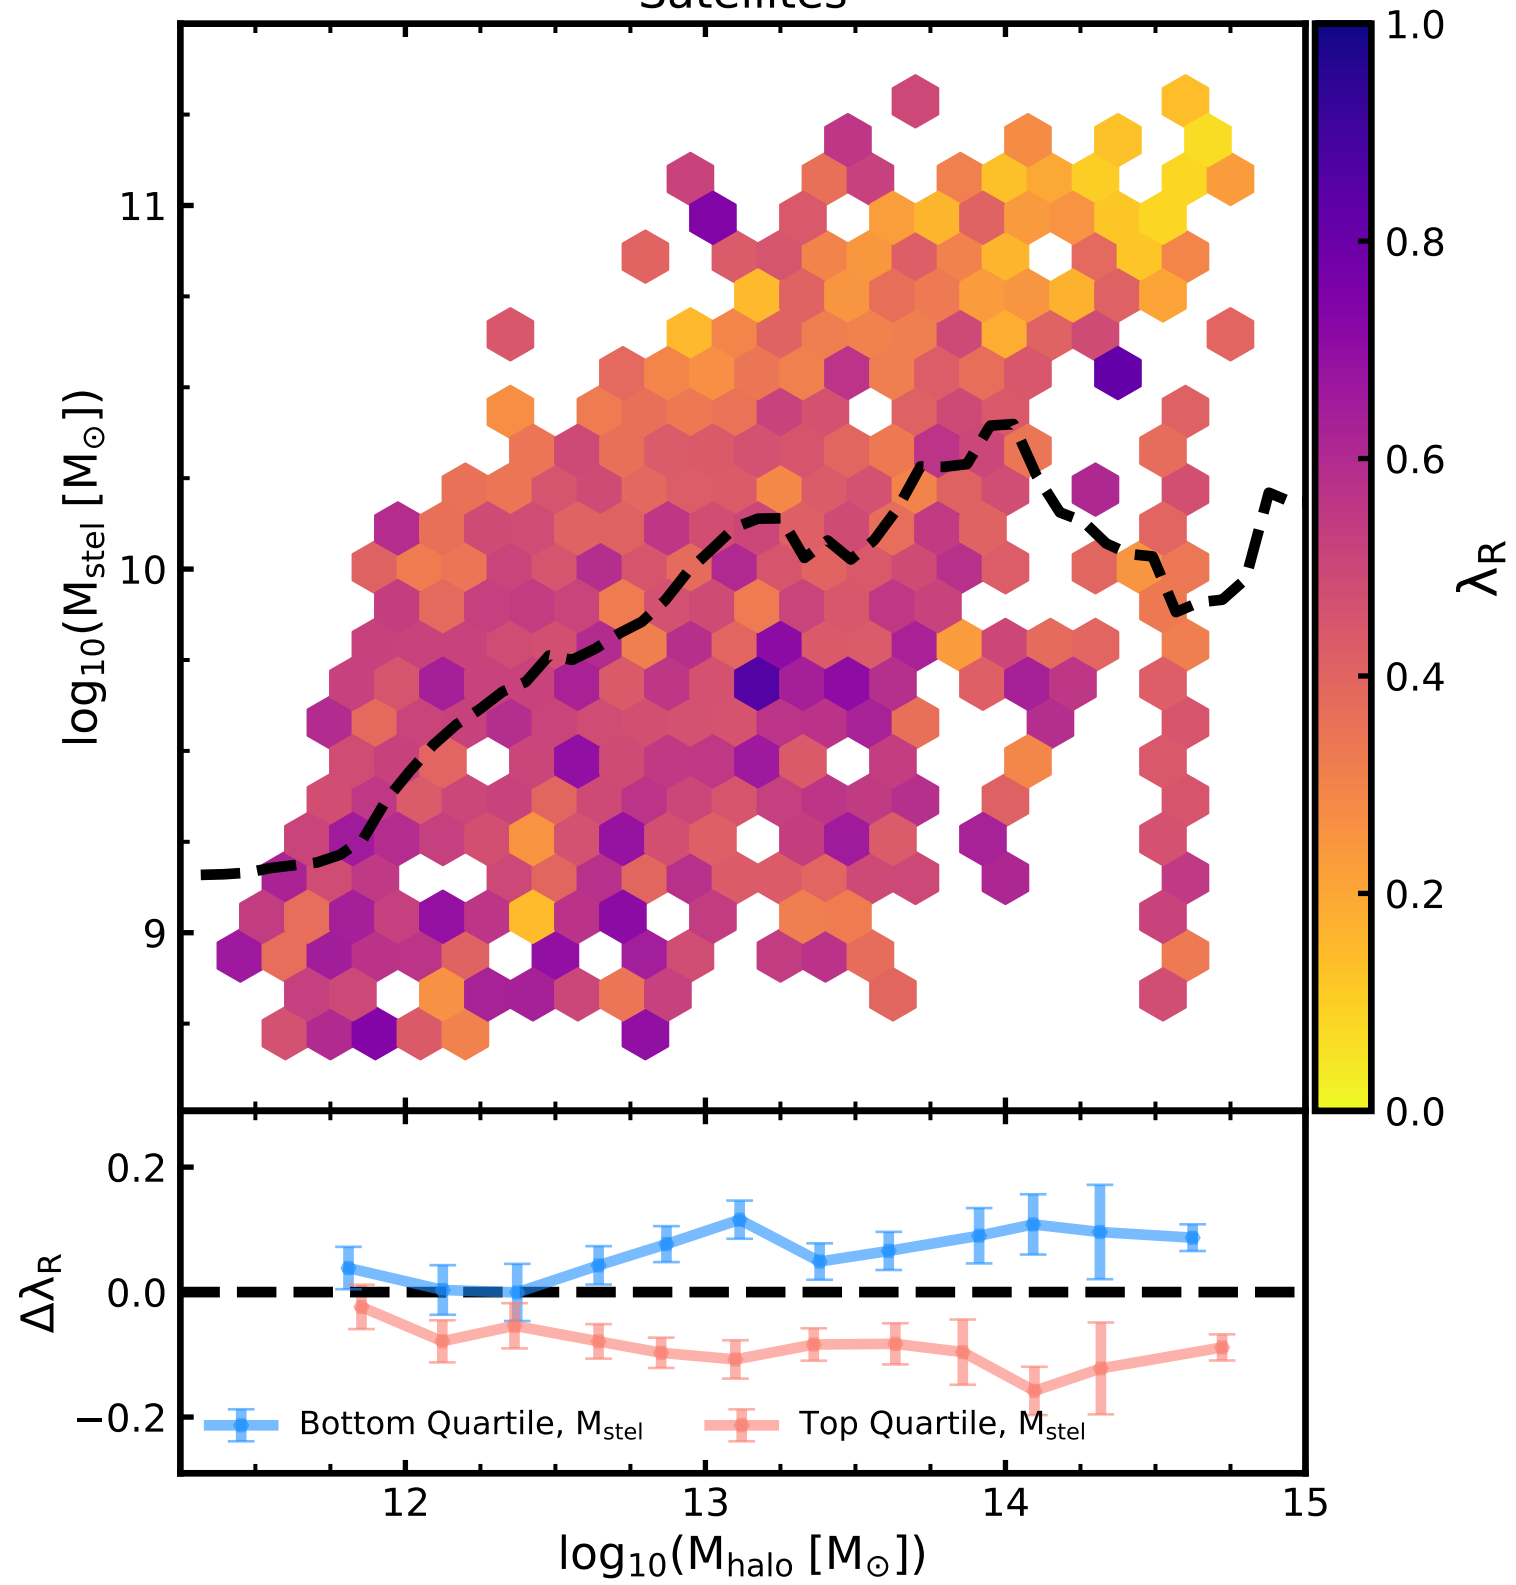 Satellites
1.0
0.8
0.6
0.4
0.2
0.0
λR
11
10
9
log10(Mstel [M⊙])
0.2
0.0
−0.2
ΔλR
Bottom Quartile, Mstel
Top Quartile, Mstel
12
13
14
15
log10(Mhalo [M⊙])